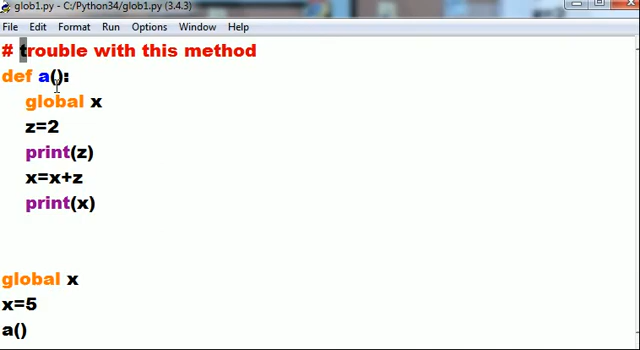 glob1.py - C:/Python34/glob1.py (3.4.3)
File Edit Format Run Options Window Help
# trouble with this method
def a():
global x
z=2
print(z)
x=x+z
print(x)
global x
x=5
a()